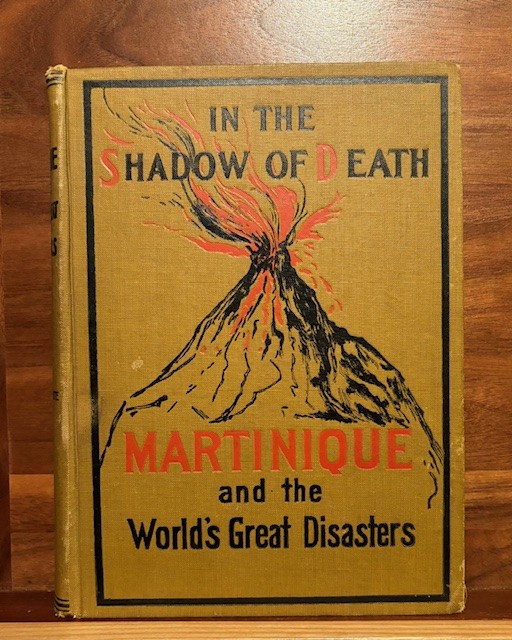 IN THE
SHADOW OF DEATH
MARTINIQUE
and the
World's Great Disasters